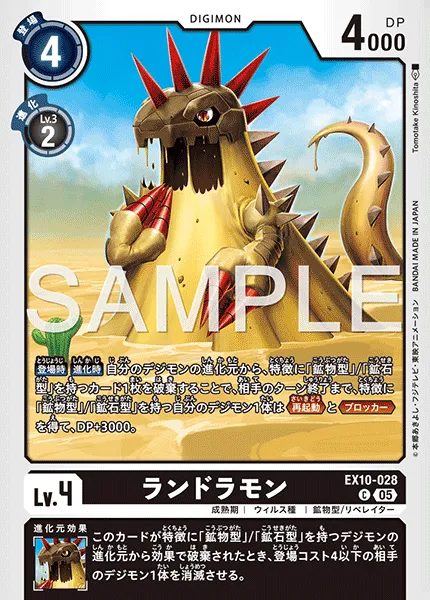 登場
4
進化
Lv.3
2
DIGIMON
DP
4000
Tomotake Kinoshita
©本郷あきよし・フジテレビ・東映アニメーション BANDAI MADE IN JAPAN
SAMPLE
登場時 進化時 自分のデジモンの進化元から、特徴に「鉱物型」/「鉱石
型」を持つカード1枚を破棄することで、相手のターン終了まで、特徴
に「鉱物型」/「鉱石型」を持つ自分のデジモン1体は 再起動 と ブロッカー
を得て、DP+3000。
Lv.4
ランドラモン
EX10-028
C 05
成熟期 | ウィルス種 | 鉱物型/リベレイター
進化元効果
このカードが特徴に「鉱物型」/「鉱石型」を持つデジモンの
進化元から効果で破棄されたとき、登場コスト4以下の相手
のデジモン1体を消滅させる。